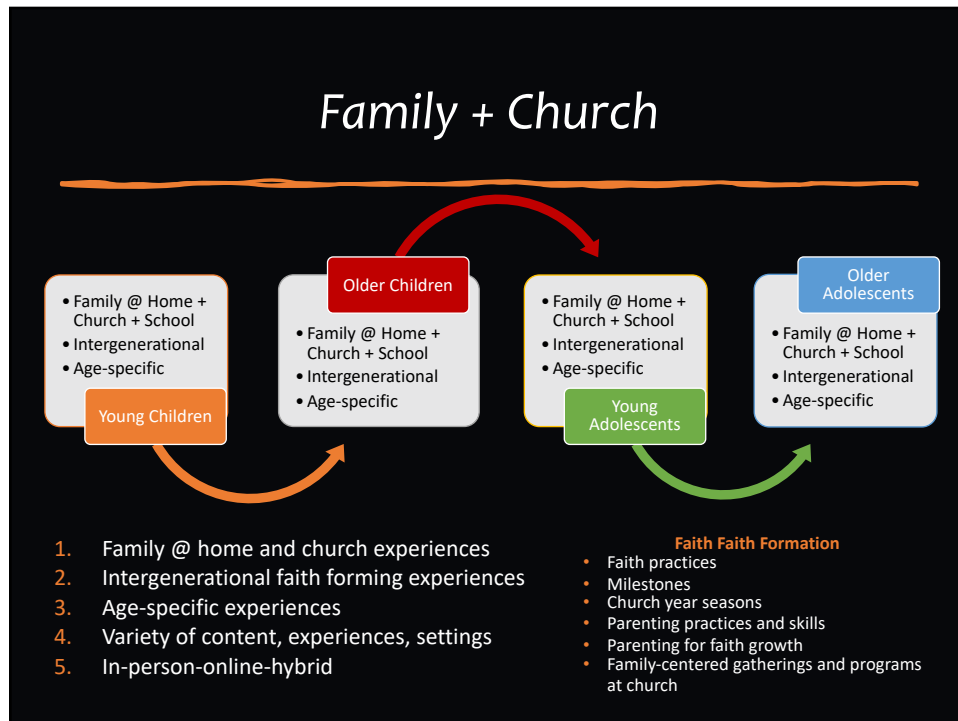 Family + Church
• Family @ Home +
Church + School
• Intergenerational
• Age-specific
Young Children
Older Children
• Family @ Home +
Church + School
• Intergenerational
• Age-specific
• Family @ Home +
Church + School
• Intergenerational
• Age-specific
Young
Adolescents
Older
Adolescents
• Family @ Home +
Church + School
• Intergenerational
• Age-specific
1. Family @ home and church experiences
2. Intergenerational faith forming experiences
3. Age-specific experiences
4. Variety of content, experiences, settings
5. In-person-online-hybrid
Faith Faith Formation
• Faith practices
• Milestones
• Church year seasons
• Parenting practices and skills
• Parenting for faith growth
• Family-centered gatherings and programs
at church